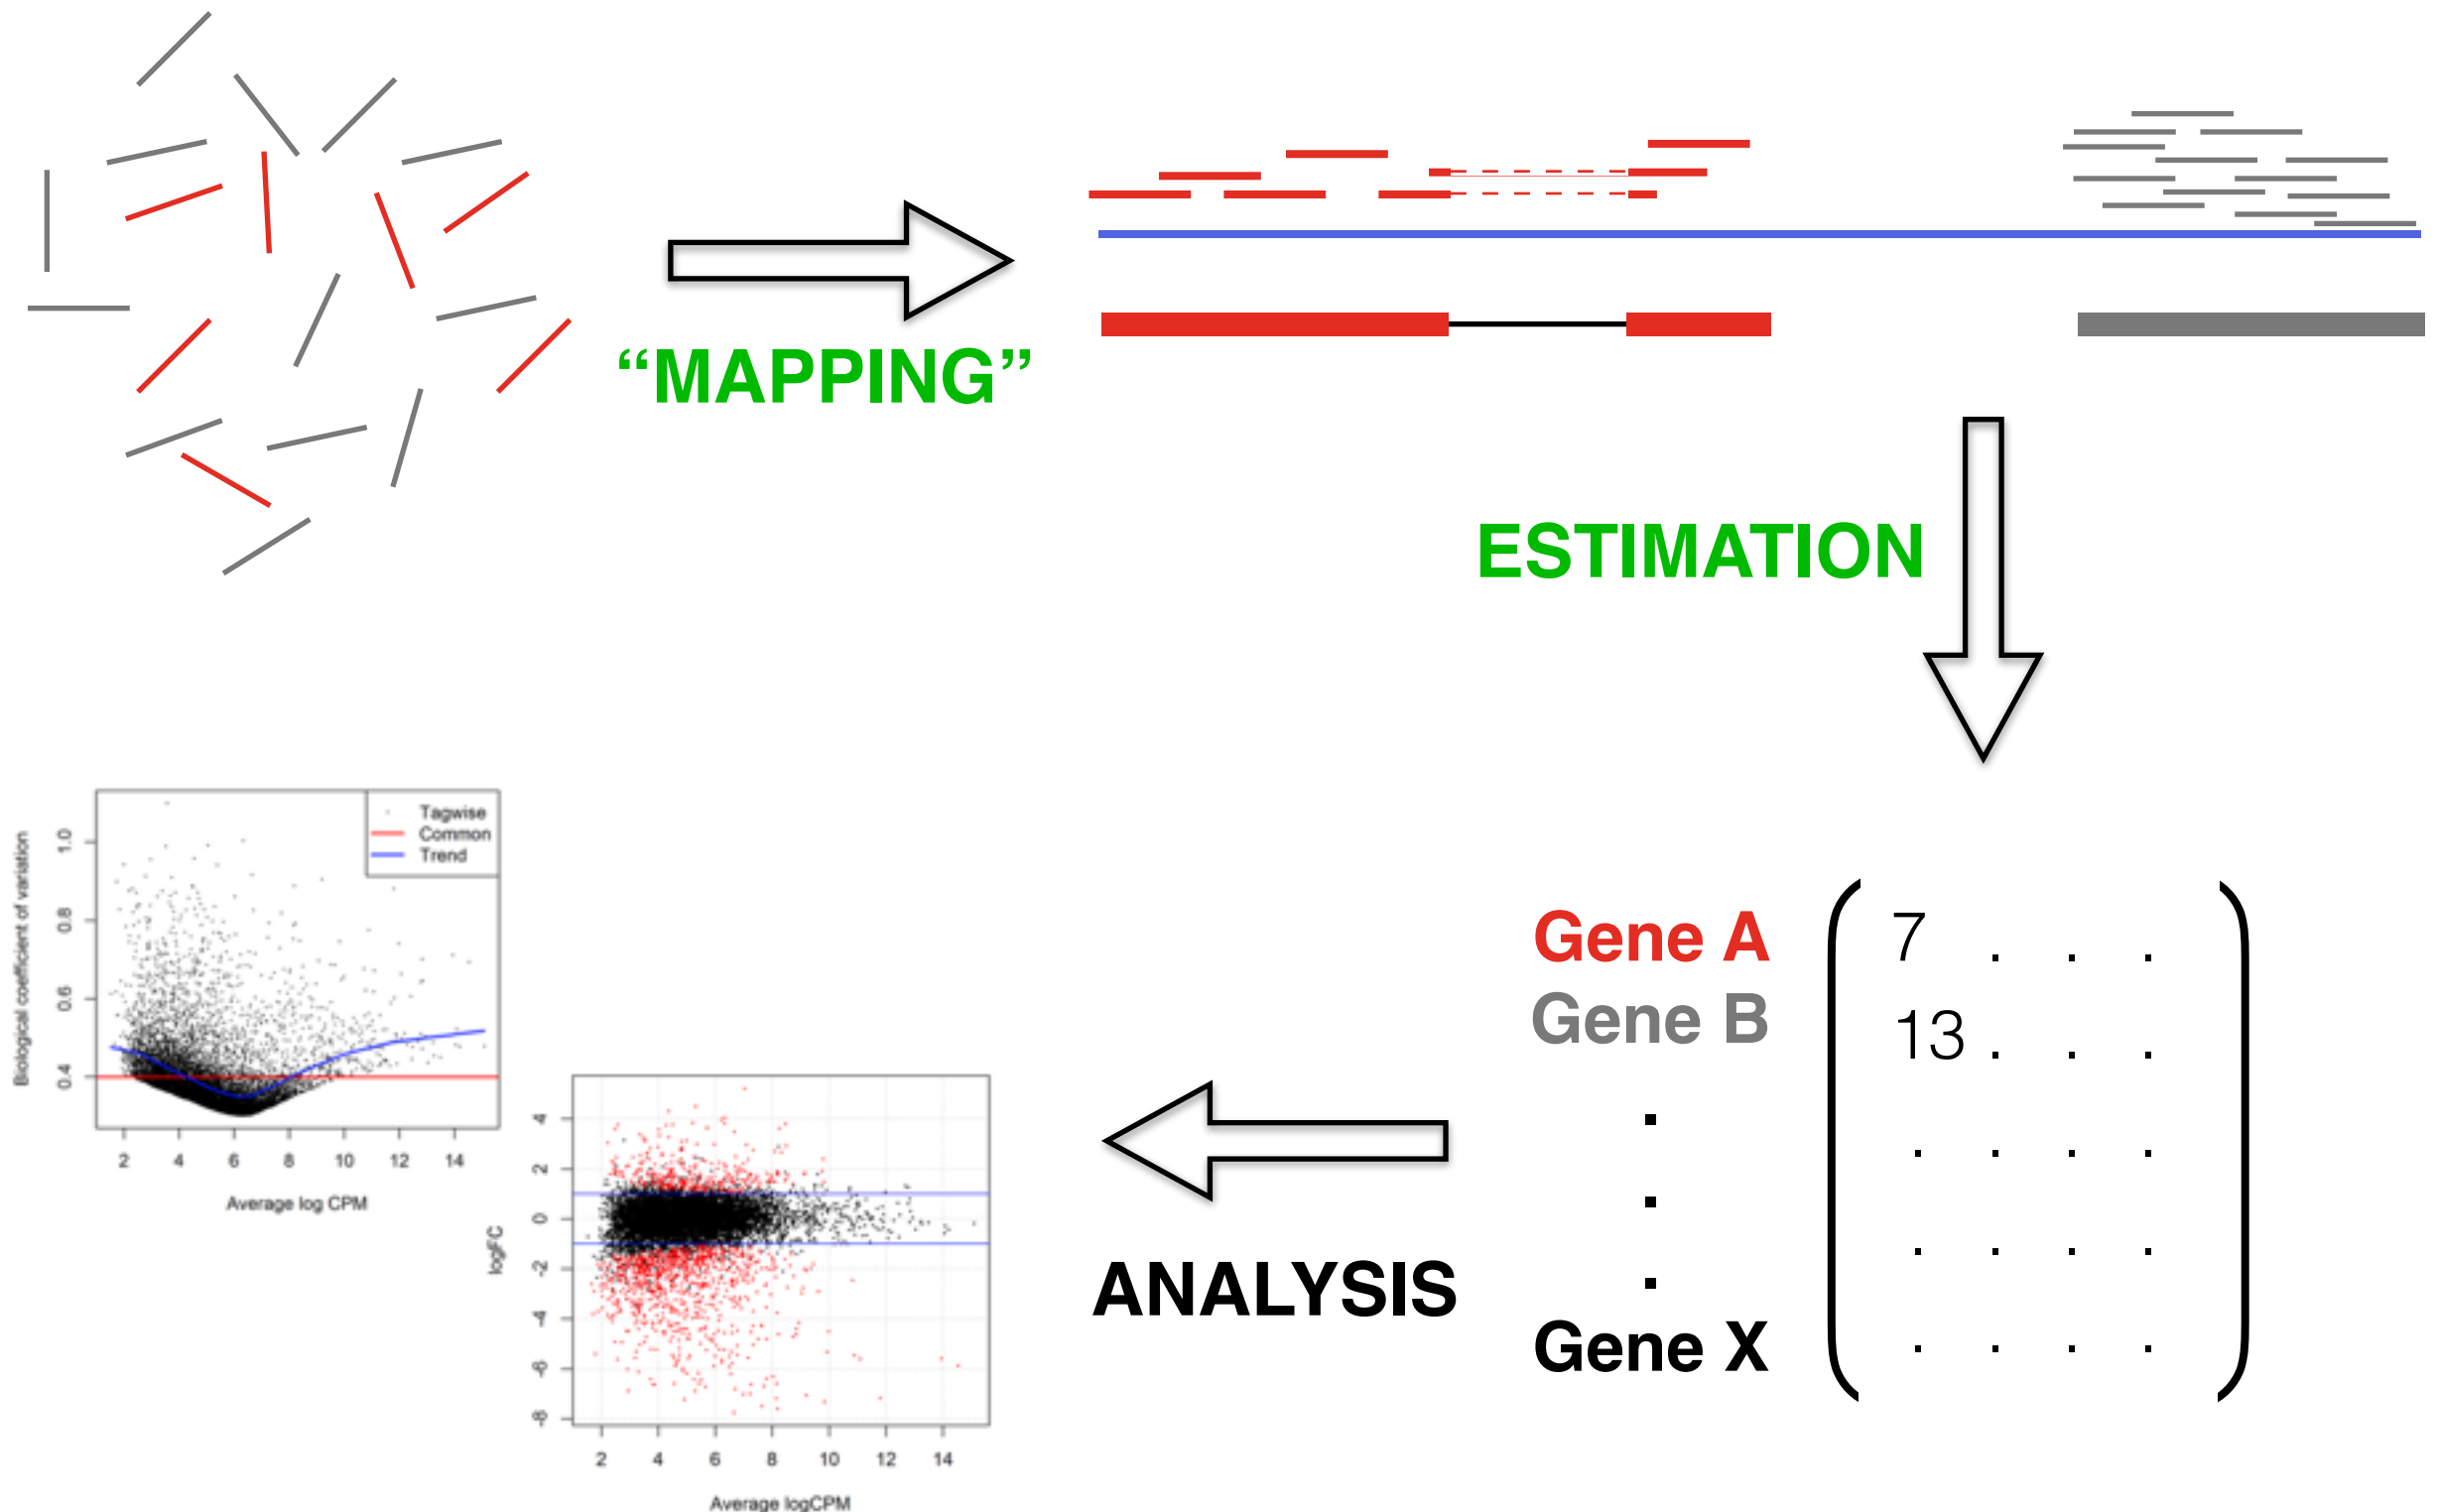 “MAPPING”
ESTIMATION
Gene A 7 . . .
Gene B 13 . . .
. . . . .
. . . . .
.
Gene X . . . .
ANALYSIS
Tagwise
Common
Trend
Biological coefficient of variation
1.0
0.8
0.6
0.4
2 4 6 8 10 12 14
Average log CPM
logFC
4
2
0
-2
-4
-6
-8
2 4 6 8 10 12 14
Average logCPM